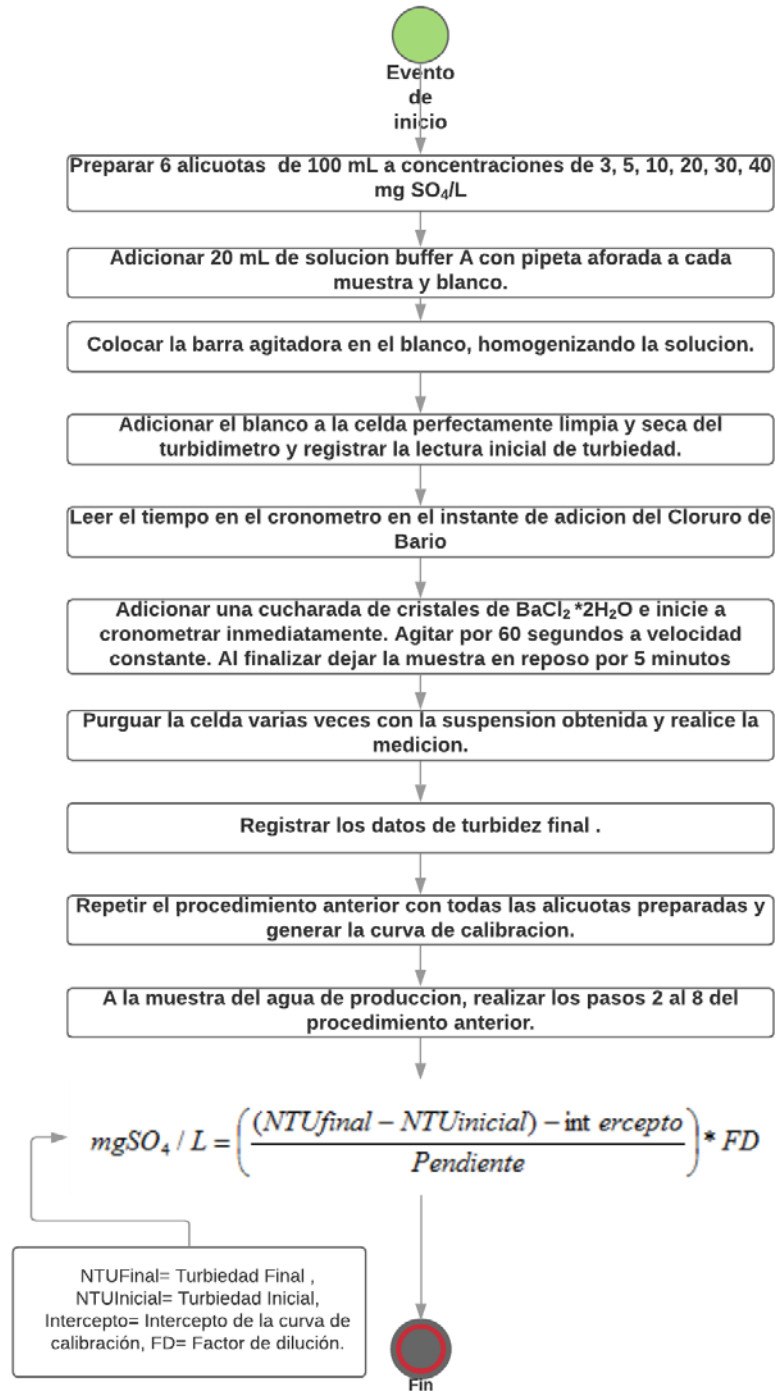 Evento
de
inicio
Preparar 6 alicuotas de 100 mL a concentraciones de 3, 5, 10, 20, 30, 40
mg SO₄/L
Adicionar 20 mL de solucion buffer A con pipeta aforada a cada
muestra y blanco.
Colocar la barra agitadora en el blanco, homogenizando la solucion.
Adicionar el blanco a la celda perfectamente limpia y seca del
turbidimetro y registrar la lectura inicial de turbiedad.
Leer el tiempo en el cronometro en el instante de adicion del Cloruro de
Bario
Adicionar una cucharada de cristales de BaCl₂ *2H₂O e inicie a
cronometrar inmediatamente. Agitar por 60 segundos a velocidad
constante. Al finalizar dejar la muestra en reposo por 5 minutos
Purguar la celda varias veces con la suspension obtenida y realice la
medicion.
Registrar los datos de turbidez final .
Repetir el procedimiento anterior con todas las alicuotas preparadas y
generar la curva de calibracion.
A la muestra del agua de produccion, realizar los pasos 2 al 8 del
procedimiento anterior.
mgSO₄ / L = ( (NTUfinal – NTUinicial) – int ercepto / Pendiente ) * FD
NTUFinal= Turbiedad Final ,
NTUInicial= Turbiedad Inicial,
Intercepto= Intercepto de la curva de
calibración, FD= Factor de dilución.
Fin